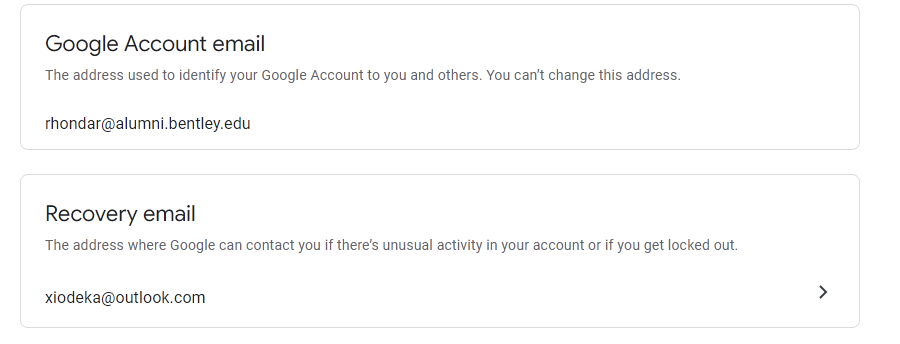 Google Account email
The address used to identify your Google Account to you and others. You can’t change this address.
rhondar@alumni.bentley.edu
Recovery email
The address where Google can contact you if there’s unusual activity in your account or if you get locked out.
xiodeka@outlook.com